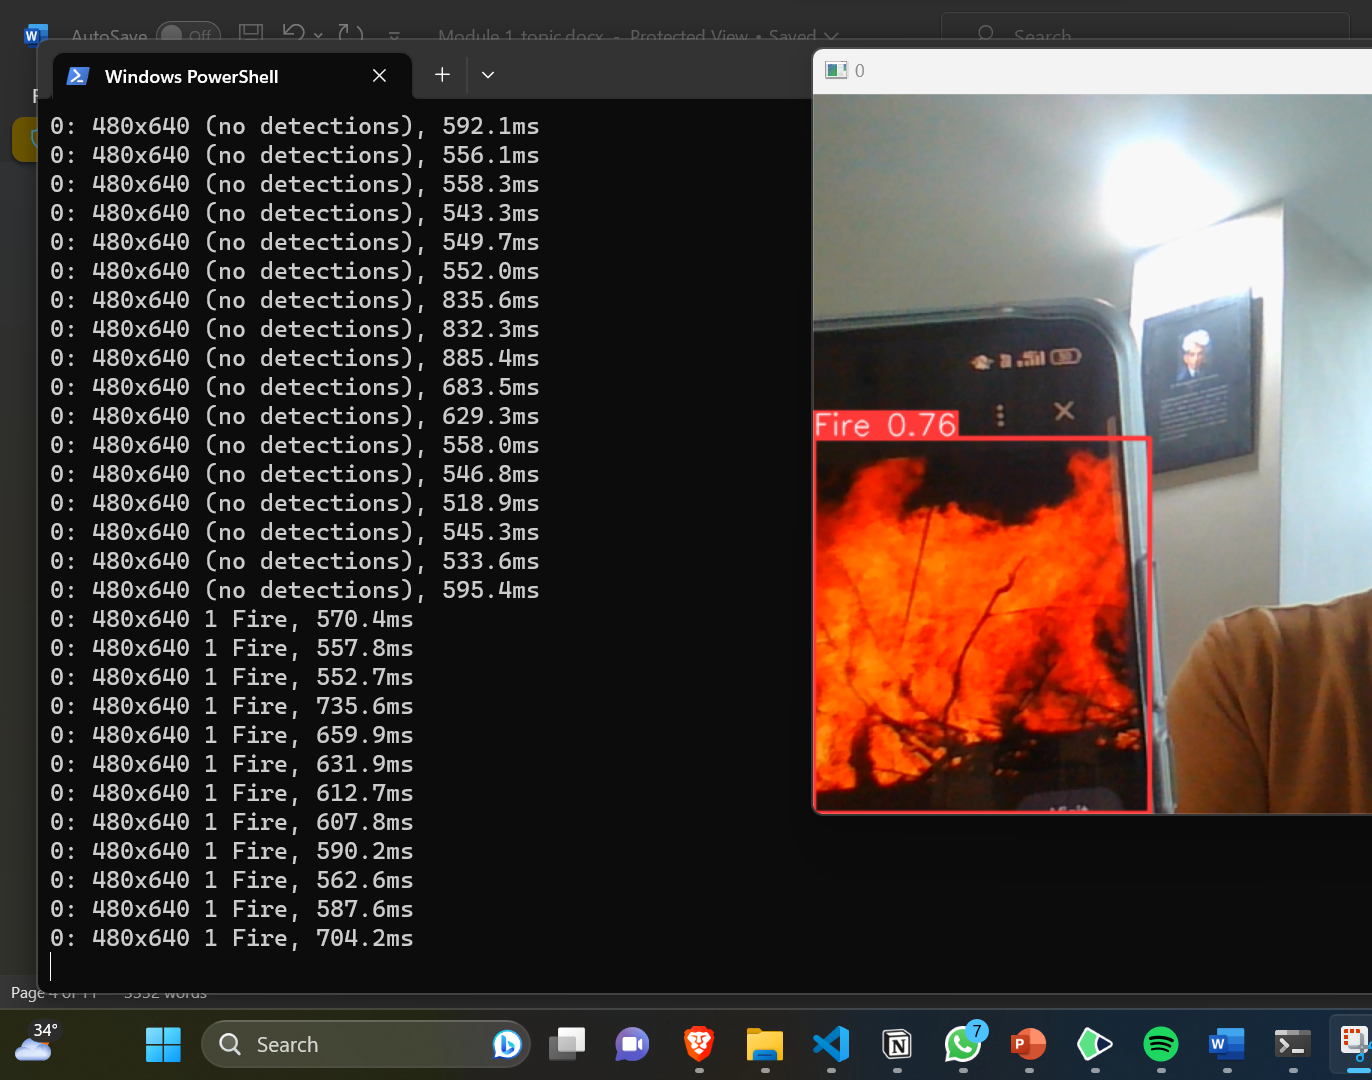 AutoSave Off Module 1 topic.docx - Protected View • Saved Search
Windows PowerShell
0
0: 480x640 (no detections), 592.1ms
0: 480x640 (no detections), 556.1ms
0: 480x640 (no detections), 558.3ms
0: 480x640 (no detections), 543.3ms
0: 480x640 (no detections), 549.7ms
0: 480x640 (no detections), 552.0ms
0: 480x640 (no detections), 835.6ms
0: 480x640 (no detections), 832.3ms
0: 480x640 (no detections), 885.4ms
0: 480x640 (no detections), 683.5ms
0: 480x640 (no detections), 629.3ms
0: 480x640 (no detections), 558.0ms
0: 480x640 (no detections), 546.8ms
0: 480x640 (no detections), 518.9ms
0: 480x640 (no detections), 545.3ms
0: 480x640 (no detections), 533.6ms
0: 480x640 (no detections), 595.4ms
0: 480x640 1 Fire, 570.4ms
0: 480x640 1 Fire, 557.8ms
0: 480x640 1 Fire, 552.7ms
0: 480x640 1 Fire, 735.6ms
0: 480x640 1 Fire, 659.9ms
0: 480x640 1 Fire, 631.9ms
0: 480x640 1 Fire, 612.7ms
0: 480x640 1 Fire, 607.8ms
0: 480x640 1 Fire, 590.2ms
0: 480x640 1 Fire, 562.6ms
0: 480x640 1 Fire, 587.6ms
0: 480x640 1 Fire, 704.2ms
Fire 0.76
Page 4 of 11 3332 words
34°
Search
7